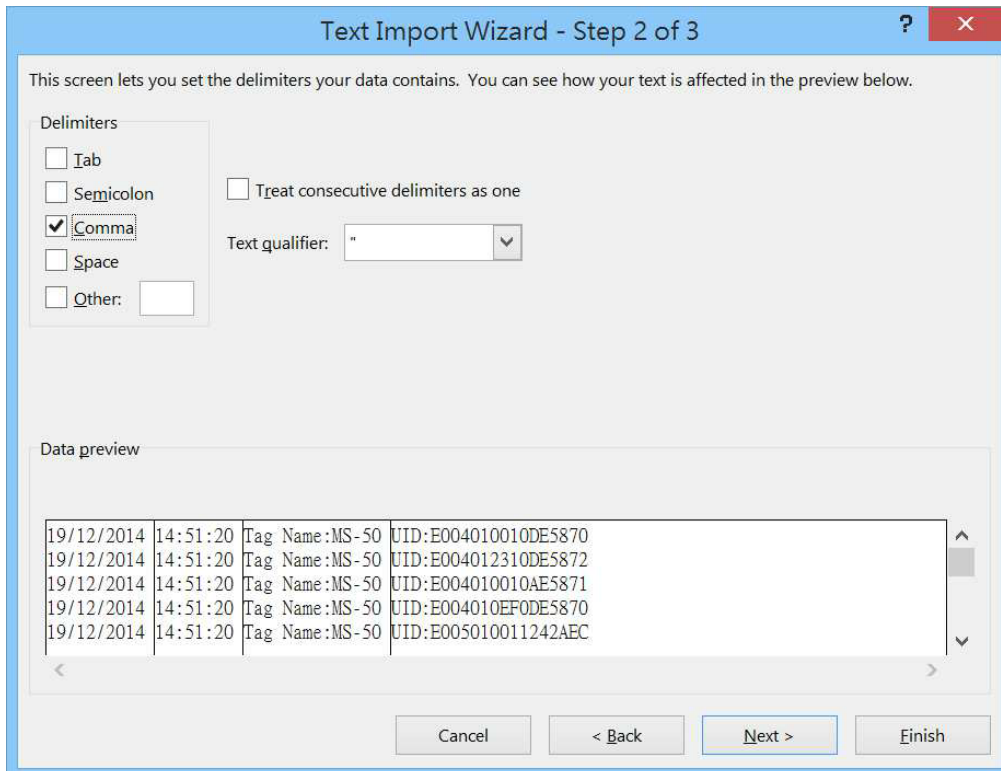 Text Import Wizard - Step 2 of 3
?
This screen lets you set the delimiters your data contains. You can see how your text is affected in the preview below.
Delimiters
Tab
Semicolon
Comma
Space
Other:
Treat consecutive delimiters as one
Text qualifier: "
Data preview
19/12/2014 14:51:20 Tag Name:MS-50 UID:E004010010DE5870
19/12/2014 14:51:20 Tag Name:MS-50 UID:E004012310DE5872
19/12/2014 14:51:20 Tag Name:MS-50 UID:E004010010AE5871
19/12/2014 14:51:20 Tag Name:MS-50 UID:E004010EF0DE5870
19/12/2014 14:51:20 Tag Name:MS-50 UID:E005010011242AEC
Cancel < Back Next > Finish